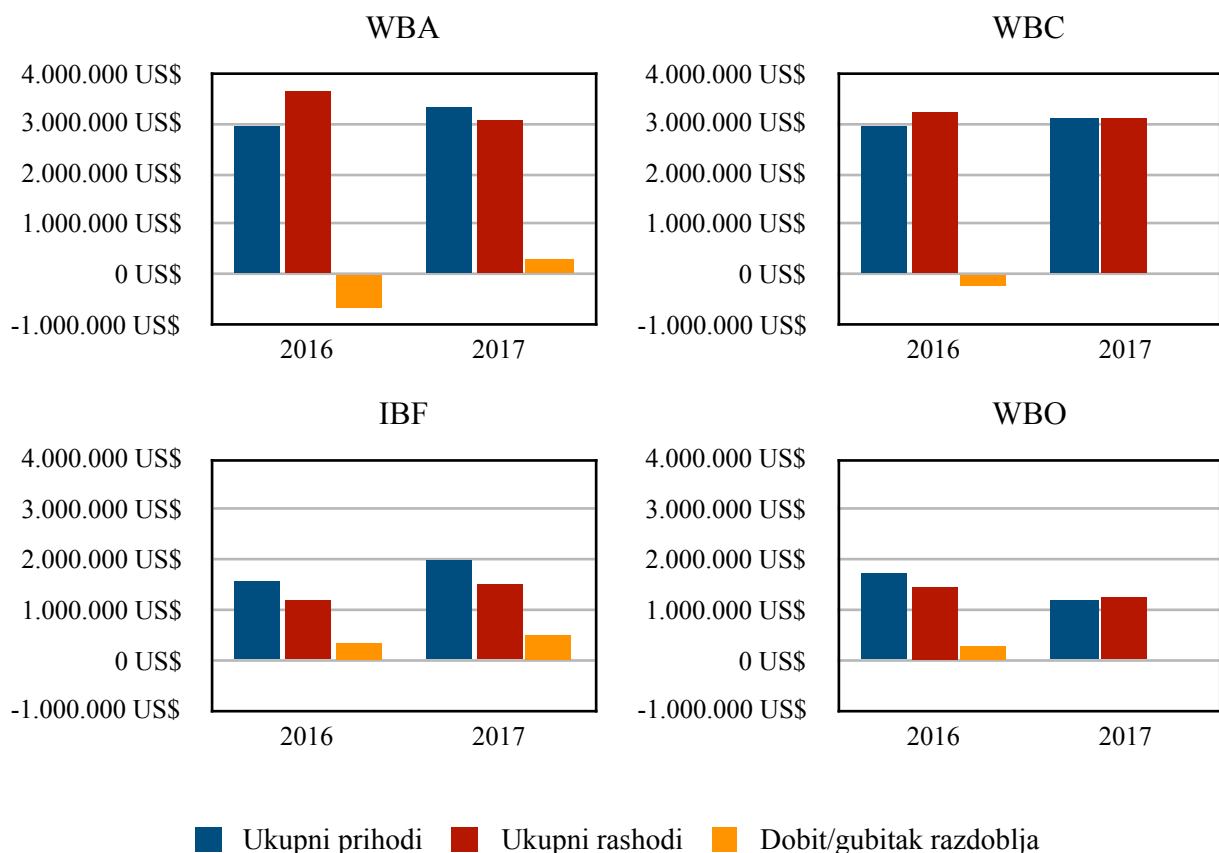 WBA
4.000.000 US$
3.000.000 US$
2.000.000 US$
1.000.000 US$
0 US$
-1.000.000 US$
2016 2017
WBC
4.000.000 US$
3.000.000 US$
2.000.000 US$
1.000.000 US$
0 US$
-1.000.000 US$
2016 2017
IBF
4.000.000 US$
3.000.000 US$
2.000.000 US$
1.000.000 US$
0 US$
-1.000.000 US$
2016 2017
WBO
4.000.000 US$
3.000.000 US$
2.000.000 US$
1.000.000 US$
0 US$
-1.000.000 US$
2016 2017
Ukupni prihodi Ukupni rashodi Dobit/gubitak razdoblja